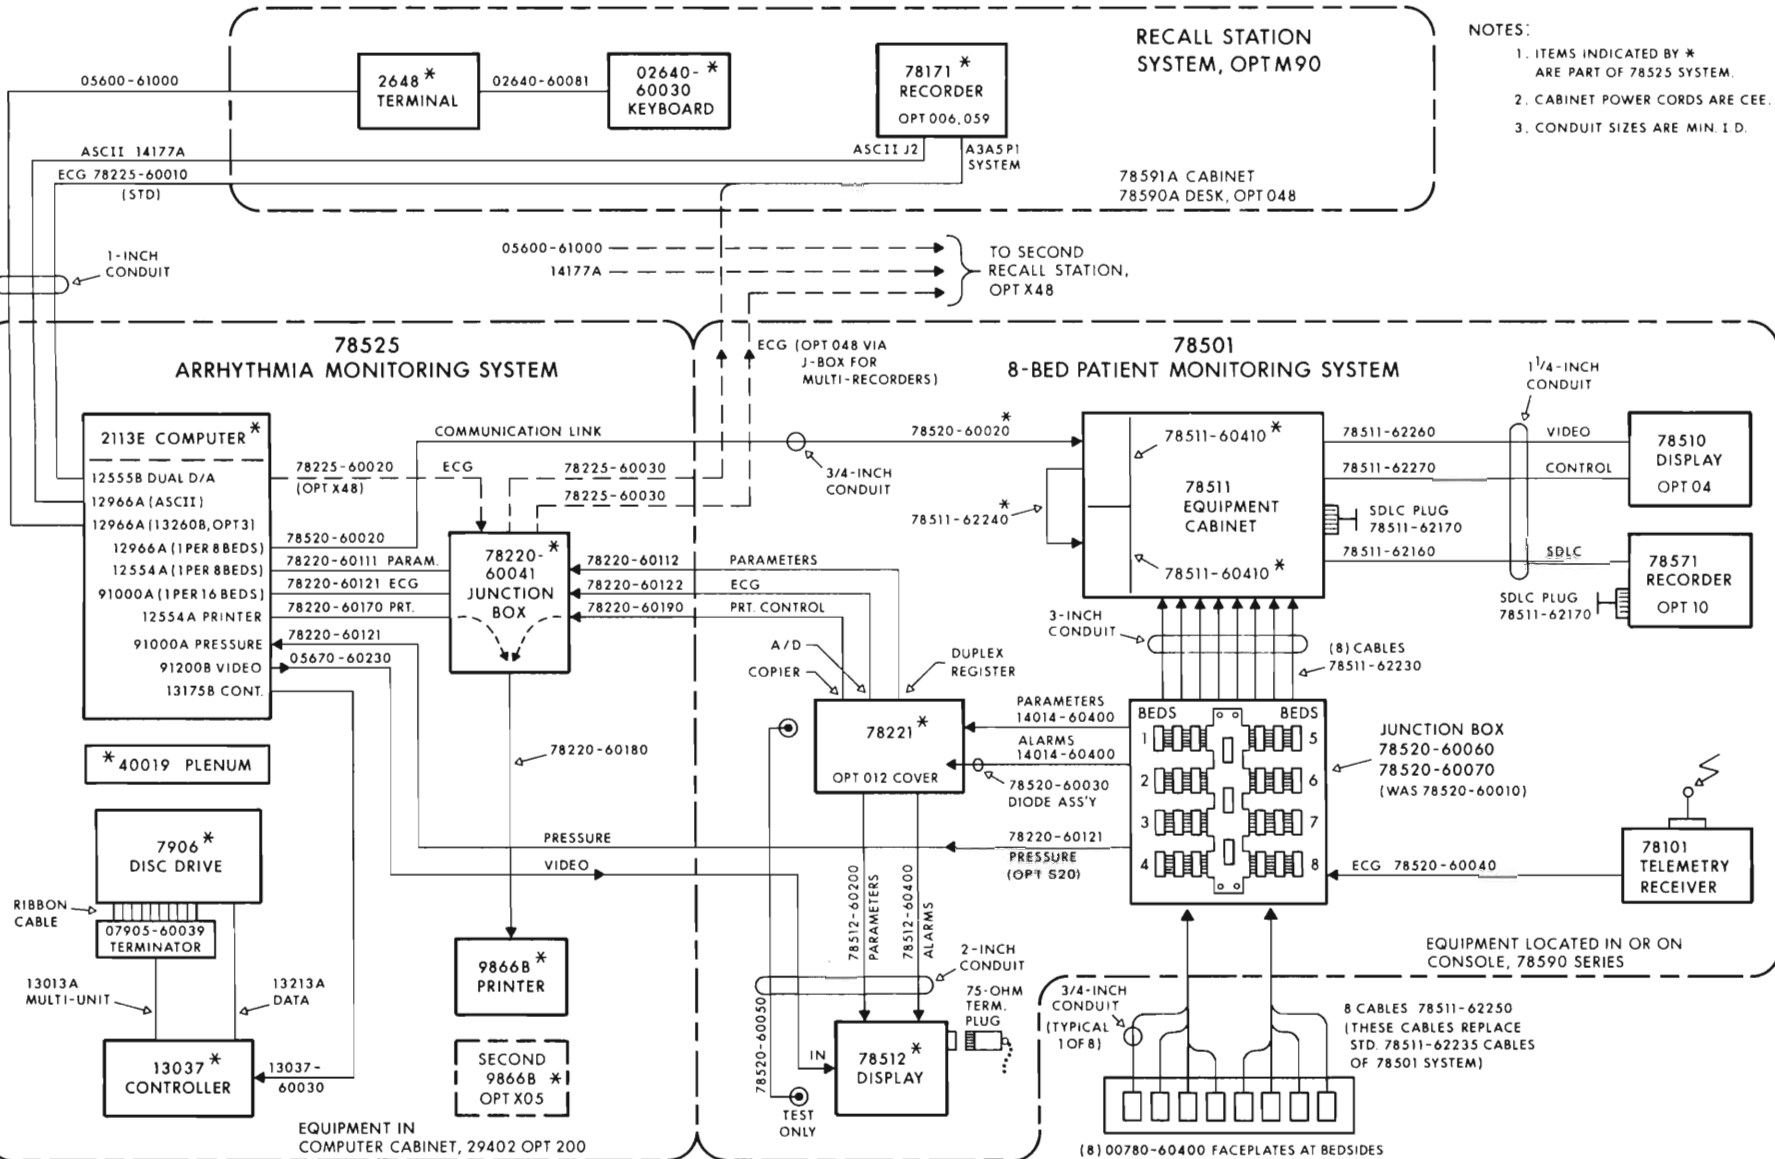 RECALL STATION
SYSTEM, OPT M90
NOTES:
1. ITEMS INDICATED BY *
ARE PART OF 78525 SYSTEM.
2. CABINET POWER CORDS ARE CEE.
3. CONDUIT SIZES ARE MIN. I.D.
05600-61000
2648 *
TERMINAL
02640-60081
02640- *
60030
KEYBOARD
78171 *
RECORDER
OPT 006,059
ASCII 14177A
ASCII J2
A3A5P1
SYSTEM
ECG 78225-60010
(STD)
78591A CABINET
78590A DESK, OPT 048
1-INCH
CONDUIT
05600-61000
14177A
TO SECOND
RECALL STATION,
OPT X48
78525
ARRHYTHMIA MONITORING SYSTEM
ECG (OPT 048 VIA
J-BOX FOR
MULTI-RECORDERS)
78501
8-BED PATIENT MONITORING SYSTEM
1 1/4-INCH
CONDUIT
2113E COMPUTER *
12555B DUAL D/A
12966A (ASCII)
12966A (13260B, OPT3)
12966A (1PER 8BEDS)
12554A (1PER 8BEDS)
91000A (1PER 16 BEDS)
12554A PRINTER
91000A PRESSURE
91200B VIDEO
13175B CONT.
COMMUNICATION LINK
78225-60020
(OPT X48)
ECG
78225-60030
78225-60030
3/4-INCH
CONDUIT
78520-60020 *
78520-60020
78220-60111 PARAM.
78220-60121 ECG
78220-60170 PRT.
78220-60121
05670-60230
78220- *
60041
JUNCTION
BOX
78220-60112
PARAMETERS
78220-60122
ECG
78220-60190
PRT. CONTROL
78511-60410 *
78511
EQUIPMENT
CABINET
78511-60410 *
*
78511-62240
78511-62260
VIDEO
78511-62270
CONTROL
SDLC PLUG
78511-62170
78511-62160
SDLC
78510
DISPLAY
OPT 04
78571
RECORDER
OPT 10
SDLC PLUG
78511-62170
3-INCH
CONDUIT
(8) CABLES
78511-62230
A/D
COPIER
DUPLEX
REGISTER
78221 *
OPT 012 COVER
PARAMETERS
14014-60400
ALARMS
14014-60400
78520-60030
DIODE ASS'Y
BEDS
BEDS
1
5
2
6
3
7
4
8
JUNCTION BOX
78520-60060
78520-60070
(WAS 78520-60010)
* 40019 PLENUM
78220-60180
7906 *
DISC DRIVE
RIBBON
CABLE
07905-60039
TERMINATOR
13013A
MULTI-UNIT
13213A
DATA
13037 *
CONTROLLER
13037-
60030
PRESSURE
VIDEO
78220-60121
PRESSURE
(OPT S20)
ECG 78520-60040
78101
TELEMETRY
RECEIVER
78512-60200
PARAMETERS
78512-60400
ALARMS
9866B *
PRINTER
SECOND
9866B *
OPT X05
2-INCH
CONDUIT
75-OHM
TERM.
PLUG
78520-60050
IN
78512 *
DISPLAY
TEST
ONLY
EQUIPMENT LOCATED IN OR ON
CONSOLE, 78590 SERIES
3/4-INCH
CONDUIT
(TYPICAL
1 OF 8)
8 CABLES 78511-62250
(THESE CABLES REPLACE
STD. 78511-62235 CABLES
OF 78501 SYSTEM)
EQUIPMENT IN
COMPUTER CABINET, 29402 OPT 200
(8) 00780-60400 FACEPLATES AT BEDSIDES